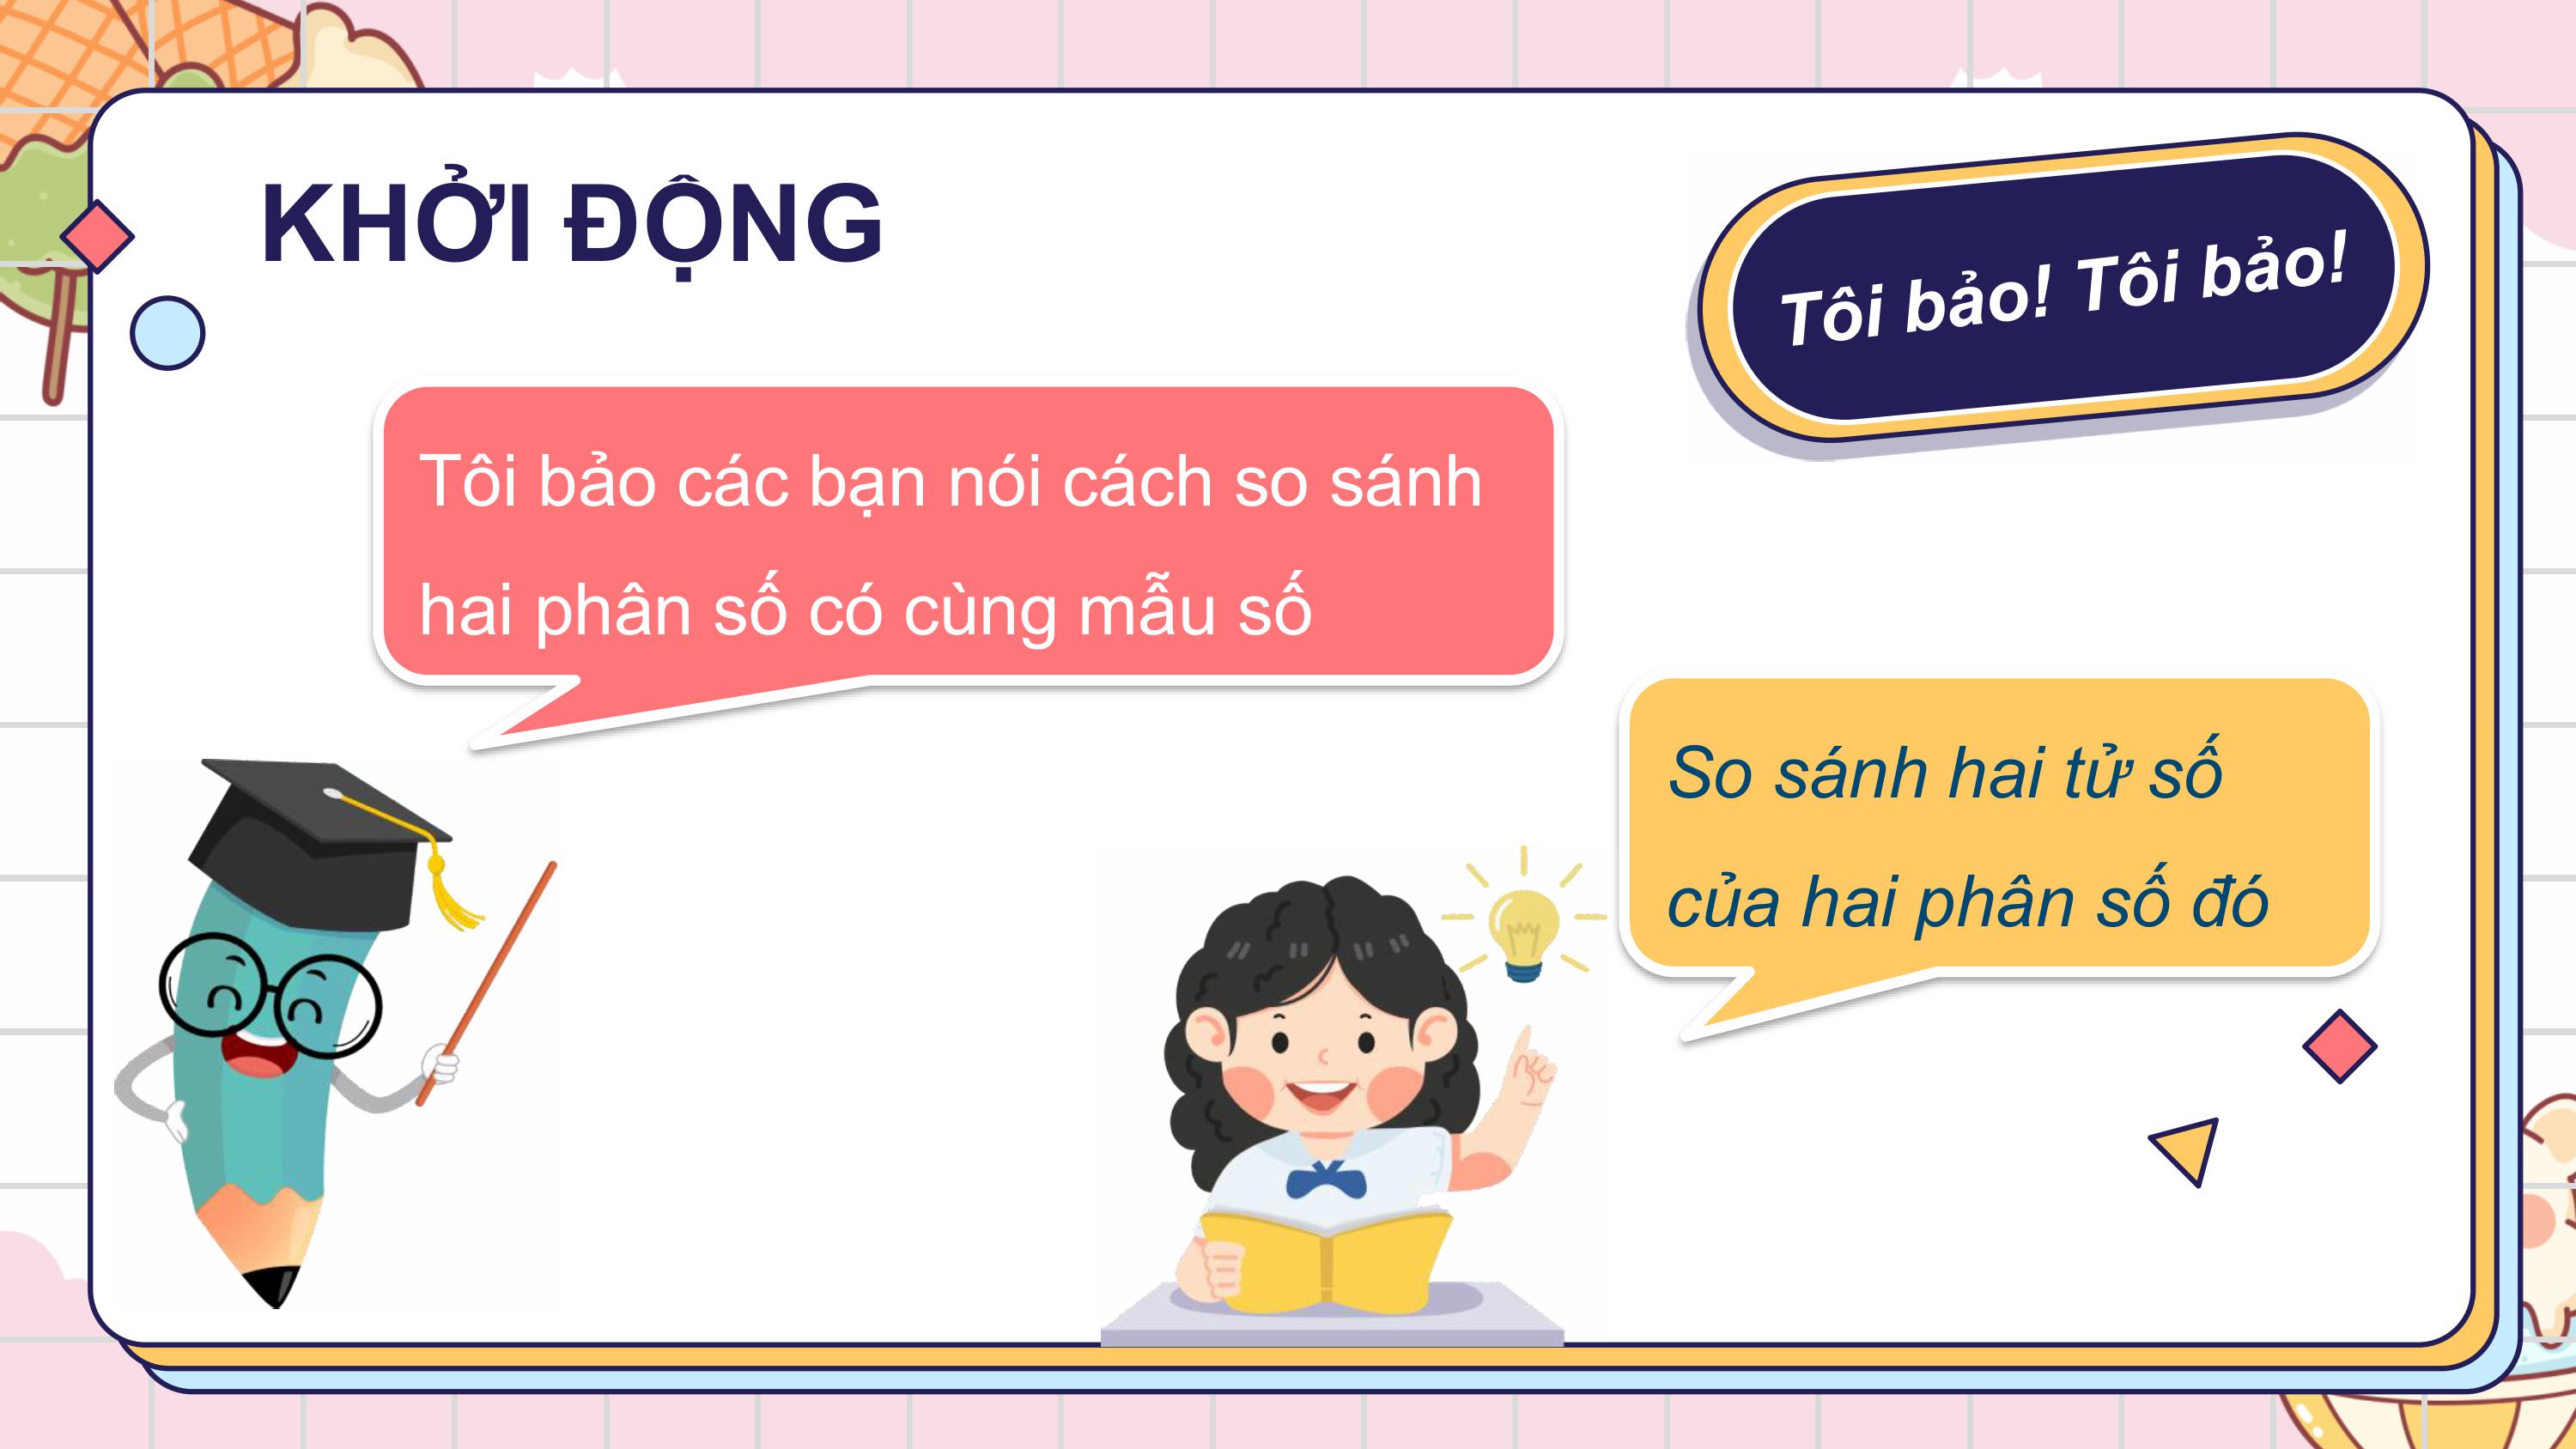 KHỞI ĐỘNG
Tôi bảo! Tôi bảo!
Tôi bảo các bạn nói cách so sánh
hai phân số có cùng mẫu số
So sánh hai tử số
của hai phân số đó